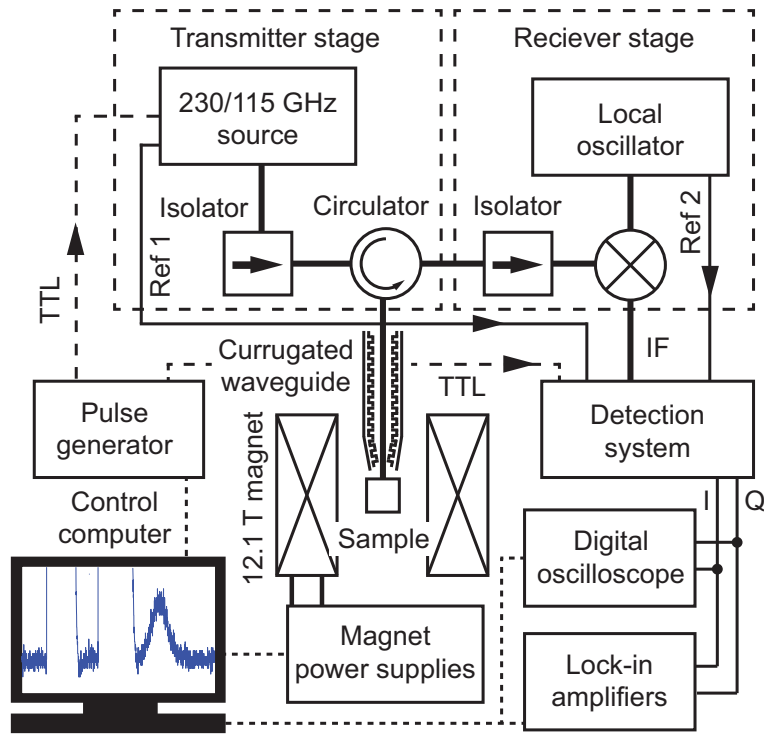 Transmitter stage
Reciever stage
230/115 GHz
source
Local
oscillator
Isolator
Circulator
Isolator
Ref 1
Ref 2
TTL
IF
Currugated
waveguide
TTL
Pulse
generator
Detection
system
I
Q
Control
computer
12.1 T magnet
Sample
Digital
oscilloscope
Magnet
power supplies
Lock-in
amplifiers